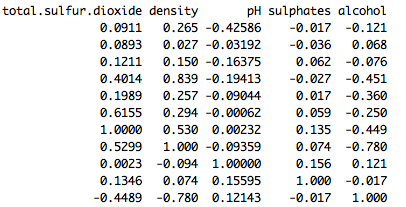 total.sulfur.dioxide density pH sulphates alcohol
0.0911 0.265 -0.42586 -0.017 -0.121
0.0893 0.027 -0.03192 -0.036 0.068
0.1211 0.150 -0.16375 0.062 -0.076
0.4014 0.839 -0.19413 -0.027 -0.451
0.1989 0.257 -0.09044 0.017 -0.360
0.6155 0.294 -0.00062 0.059 -0.250
1.0000 0.530 0.00232 0.135 -0.449
0.5299 1.000 -0.09359 0.074 -0.780
0.0023 -0.094 1.00000 0.156 0.121
0.1346 0.074 0.15595 1.000 -0.017
-0.4489 -0.780 0.12143 -0.017 1.000